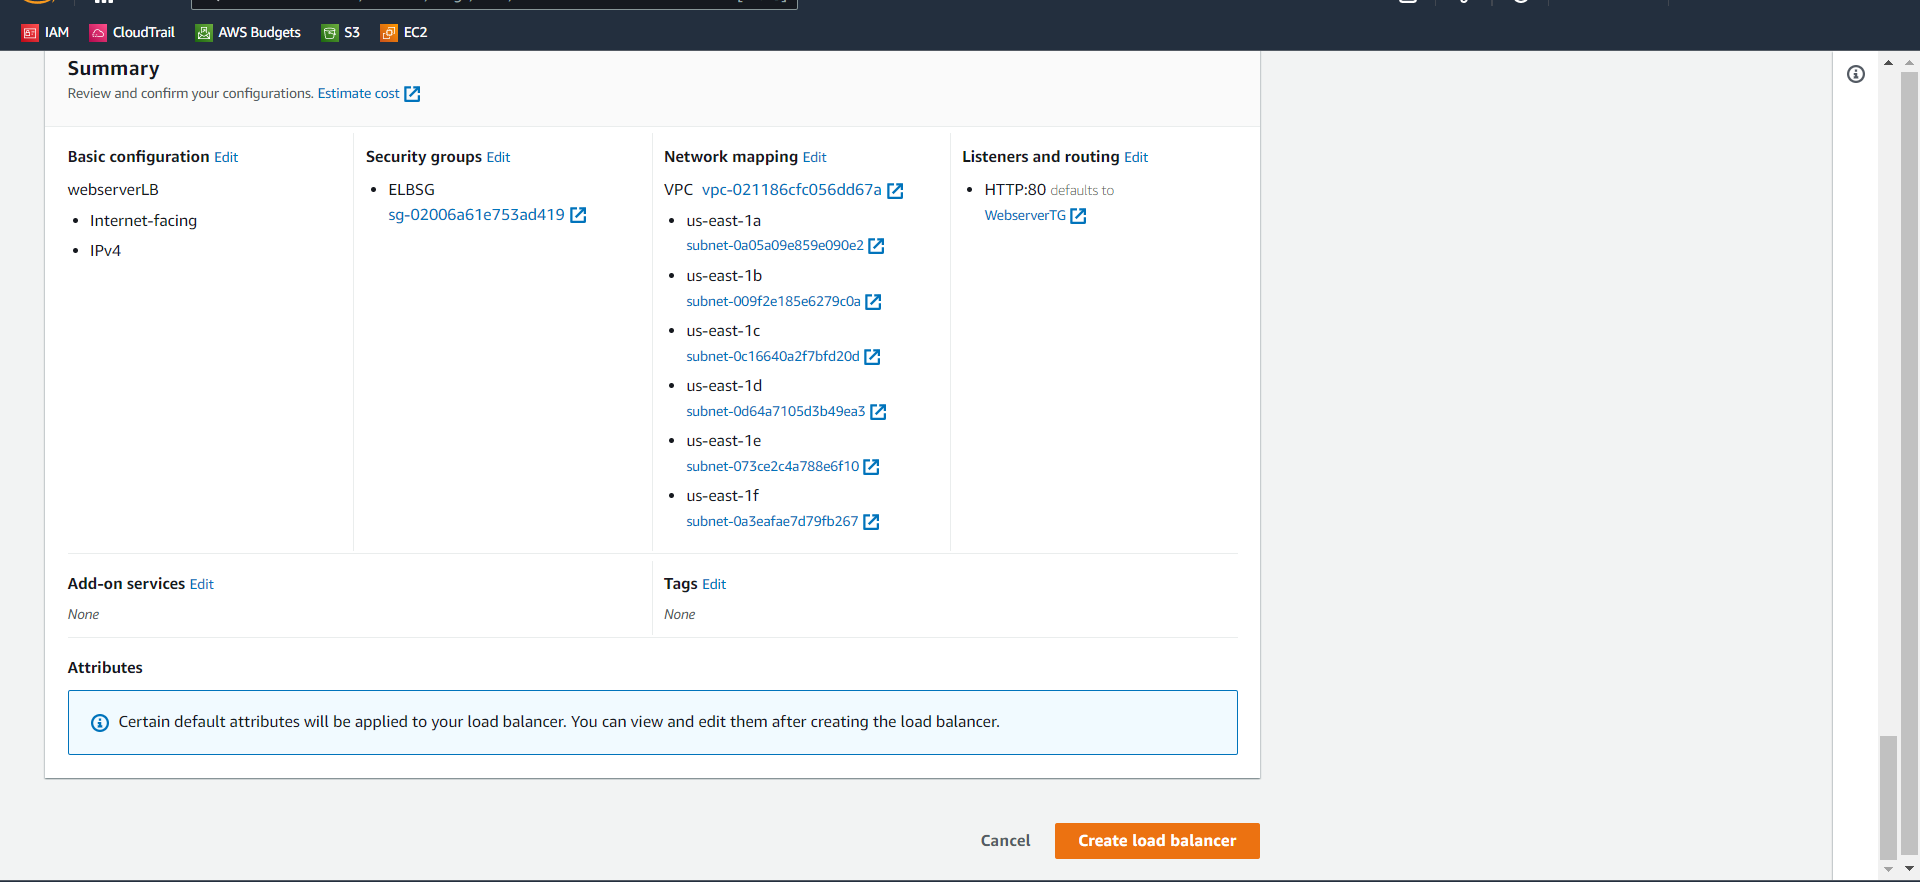 IAM CloudTrail AWS Budgets S3 EC2
Summary
Review and confirm your configurations. Estimate cost
Basic configuration Edit
webserverLB
Internet-facing
IPv4
Security groups Edit
ELBSG
sg-02006a61e753ad419
Network mapping Edit
VPC vpc-021186cfc056dd67a
us-east-1a
subnet-0a05a09e859e090e2
us-east-1b
subnet-009f2e185e6279c0a
us-east-1c
subnet-0c16640a2f7bfd20d
us-east-1d
subnet-0d64a7105d3b49ea3
us-east-1e
subnet-073ce2c4a788e6f10
us-east-1f
subnet-0a3eafae7d79fb267
Listeners and routing Edit
HTTP:80 defaults to
WebserverTG
Add-on services Edit
None
Tags Edit
None
Attributes
Certain default attributes will be applied to your load balancer. You can view and edit them after creating the load balancer.
Cancel
Create load balancer